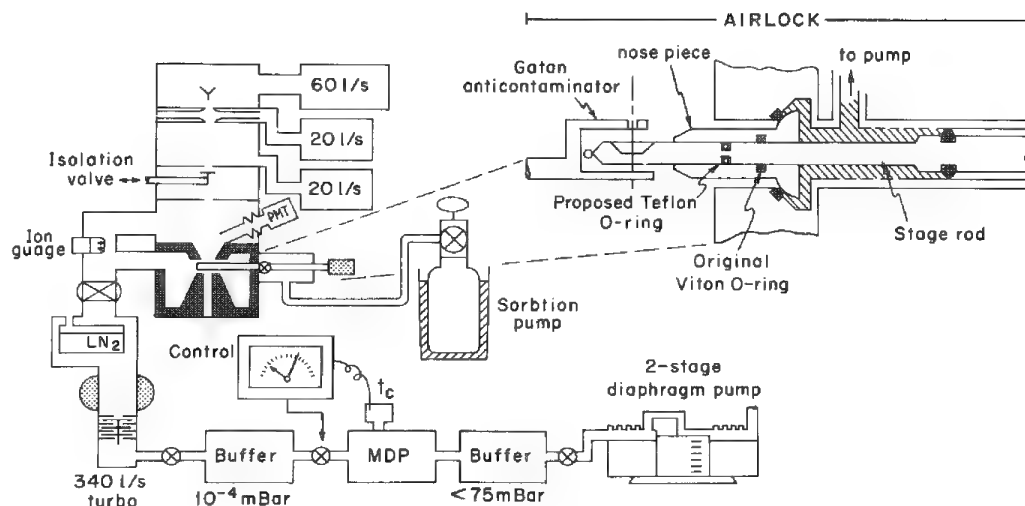 AIRLOCK
nose piece
to pump
Gatan
anticontaminator
60 l/s
20 l/s
20 l/s
Isolation
valve
PMT
Ion
guage
Proposed Teflon
O-ring
Stage rod
Original
Viton O-ring
Sorbtion
pump
LN2
Control
tc
2-stage
diaphragm pump
Buffer
MDP
Buffer
340 l/s
turbo
10-4 mBar
<75mBar